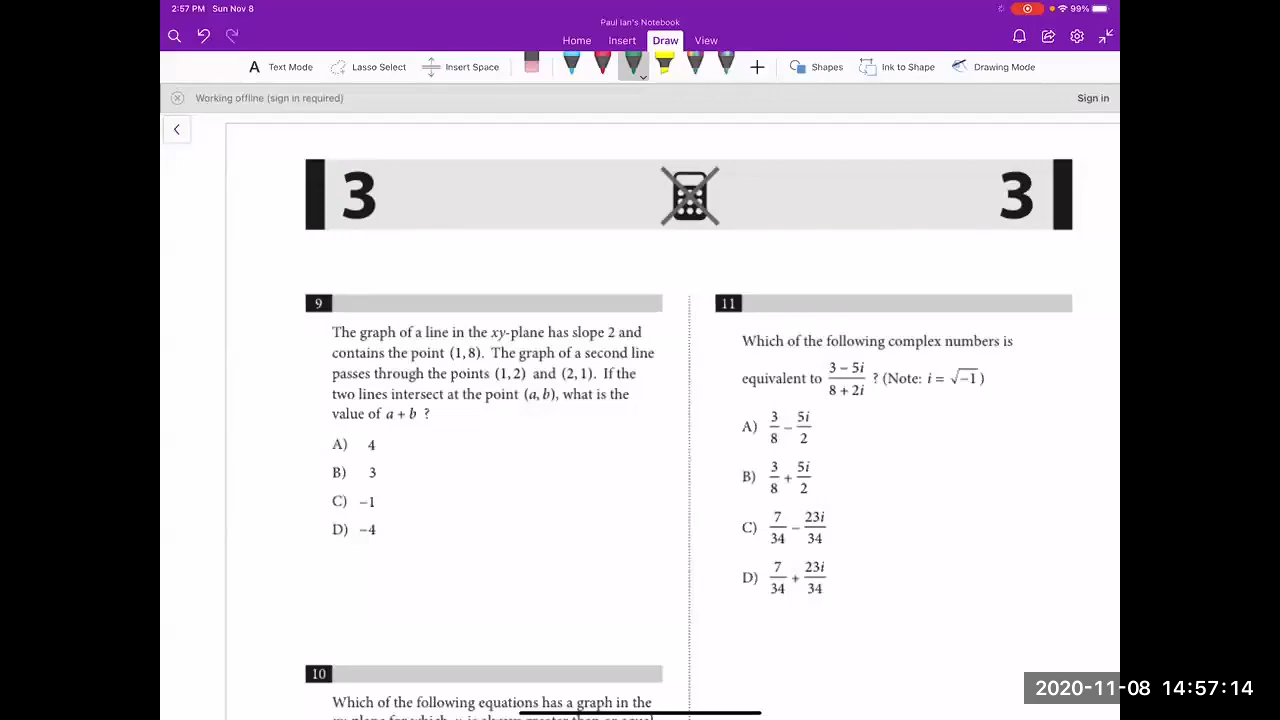 2:57 PM Sun Nov 8
99%
Paul Ian's Notebook
Home Insert Draw View
A Text Mode Lasso Select Insert Space + Shapes Ink to Shape Drawing Mode
Working offline (sign in required)
Sign in
3
3
9
The graph of a line in the xy-plane has slope 2 and
contains the point (1, 8). The graph of a second line
passes through the points (1, 2) and (2, 1). If the
two lines intersect at the point (a, b), what is the
value of a + b ?
A) 4
B) 3
C) −1
D) −4
10
Which of the following equations has a graph in the
11
Which of the following complex numbers is
equivalent to (3 − 5i)/(8 + 2i) ? (Note: i = √−1)
A) 3/8 − 5i/2
B) 3/8 + 5i/2
C) 7/34 − 23i/34
D) 7/34 + 23i/34
2020-11-08 14:57:14